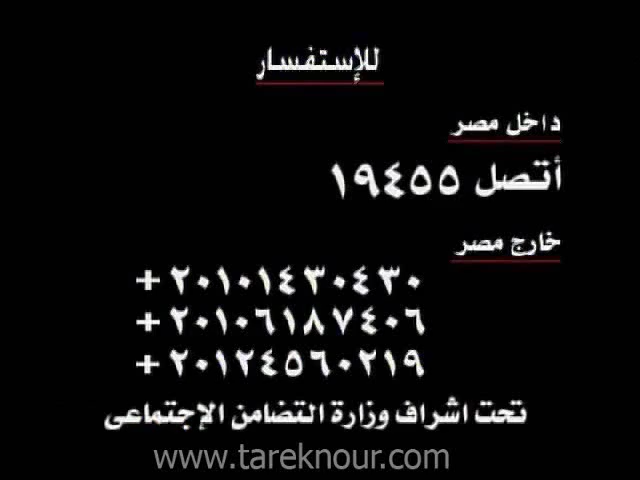 للإستفسار
داخل مصر
أتصل ١٩٤٥٥
خارج مصر
+٢٠١٠١٤٣٠٤٣٠
+٢٠١٠٦١٨٧٤٠٦
+٢٠١٢٤٥٦٠٢١٩
تحت اشراف وزارة التضامن الإجتماعى
www.tareknour.com